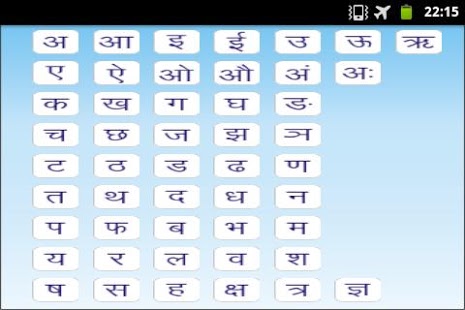 22:15
अ आ इ ई उ ऊ ऋ
ए ऐ ओ औ अं अः
क ख ग घ ङ
च छ ज झ ञ
ट ठ ड ढ ण
त थ द ध न
प फ ब भ म
य र ल व श
ष स ह क्ष त्र ज्ञ